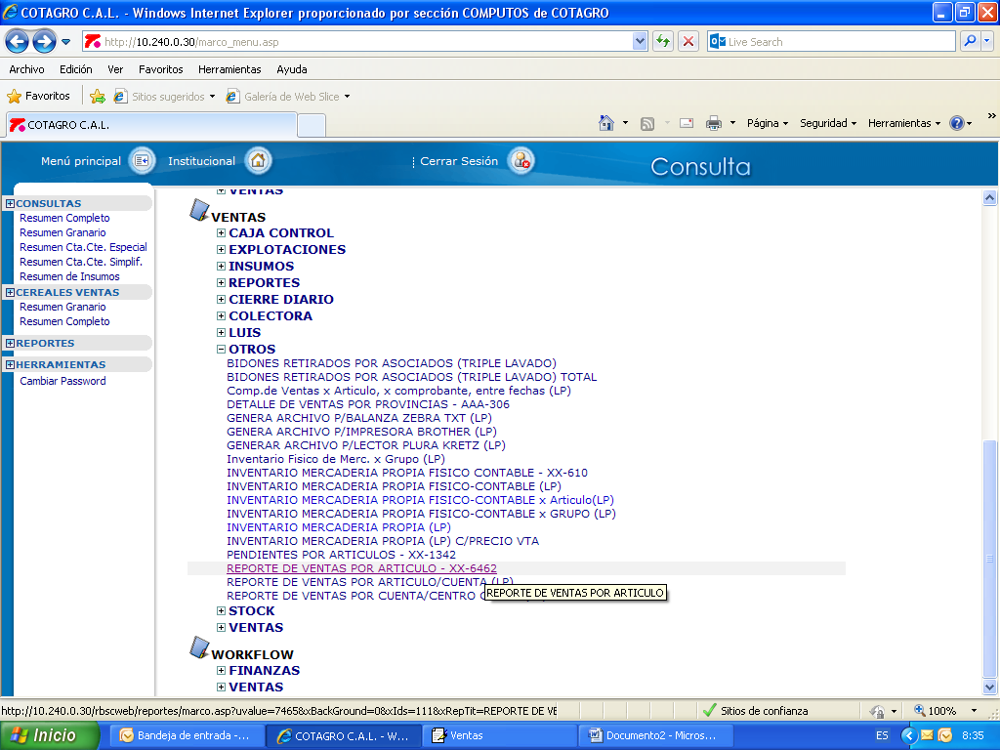 COTAGRO C.A.L. - Windows Internet Explorer proporcionado por sección COMPUTOS de COTAGRO
http://10.240.0.30/marco_menu.asp
Live Search
Archivo Edición Ver Favoritos Herramientas Ayuda
Favoritos Sitios sugeridos Galería de Web Slice
COTAGRO C.A.L.
Página Seguridad Herramientas »
Menú principal Institucional Cerrar Sesión Consulta
CONSULTAS
Resumen Completo
Resumen Granario
Resumen Cta.Cte. Especial
Resumen Cta.Cte. Simplif.
Resumen de Insumos
CEREALES VENTAS
Resumen Granario
Resumen Completo
REPORTES
HERRAMIENTAS
Cambiar Password
VENTAS
VENTAS
CAJA CONTROL
EXPLOTACIONES
INSUMOS
REPORTES
CIERRE DIARIO
COLECTORA
LUIS
OTROS
BIDONES RETIRADOS POR ASOCIADOS (TRIPLE LAVADO)
BIDONES RETIRADOS POR ASOCIADOS (TRIPLE LAVADO) TOTAL
Comp.de Ventas x Articulo, x comprobante, entre fechas (LP)
DETALLE DE VENTAS POR PROVINCIAS - AAA-306
GENERA ARCHIVO P/BALANZA ZEBRA TXT (LP)
GENERA ARCHIVO P/IMPRESORA BROTHER (LP)
GENERAR ARCHIVO P/LECTOR PLURA KRETZ (LP)
Inventario Fisico de Merc. x Grupo (LP)
INVENTARIO MERCADERIA PROPIA FISICO CONTABLE - XX-610
INVENTARIO MERCADERIA PROPIA FISICO-CONTABLE (LP)
INVENTARIO MERCADERIA PROPIA FISICO-CONTABLE x Articulo(LP)
INVENTARIO MERCADERIA PROPIA FISICO-CONTABLE x GRUPO (LP)
INVENTARIO MERCADERIA PROPIA (LP)
INVENTARIO MERCADERIA PROPIA (LP) C/PRECIO VTA
PENDIENTES POR ARTICULOS - XX-1342
REPORTE DE VENTAS POR ARTICULO - XX-6462
REPORTE DE VENTAS POR ARTICULO/CUENTA (LP)
REPORTE DE VENTAS POR CUENTA/CENTRO
REPORTE DE VENTAS POR ARTICULO
STOCK
VENTAS
WORKFLOW
FINANZAS
VENTAS
http://10.240.0.30/rbscweb/reportes/marco.asp?uvalue=7465&xBackGround=0&xIds=111&xRepTit=REPORTE DE VE
Sitios de confianza 100%
Inicio Bandeja de entrada -... COTAGRO C.A.L. - W... Ventas Documento2 - Micros... ES 8:35